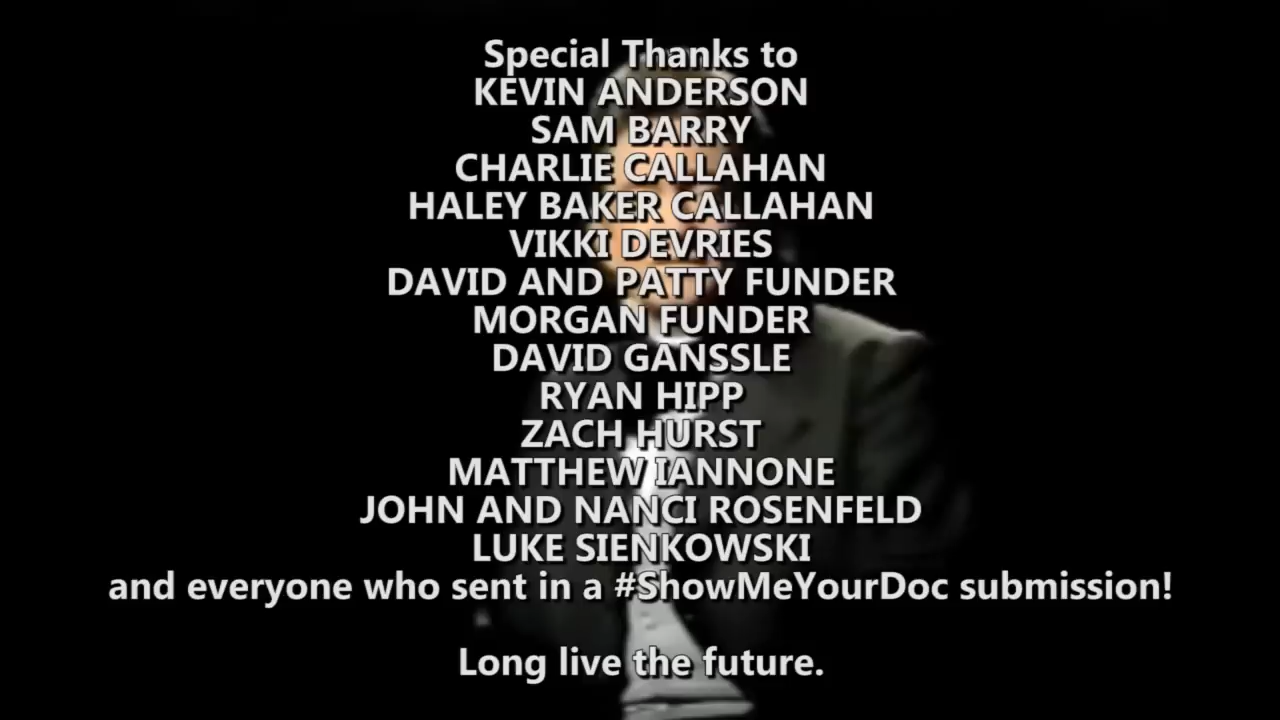 Special Thanks to
KEVIN ANDERSON
SAM BARRY
CHARLIE CALLAHAN
HALEY BAKER CALLAHAN
VIKKI DEVRIES
DAVID AND PATTY FUNDER
MORGAN FUNDER
DAVID GANSSLE
RYAN HIPP
ZACH HURST
MATTHEW IANNONE
JOHN AND NANCI ROSENFELD
LUKE SIENKOWSKI
and everyone who sent in a #ShowMeYourDoc submission!
Long live the future.